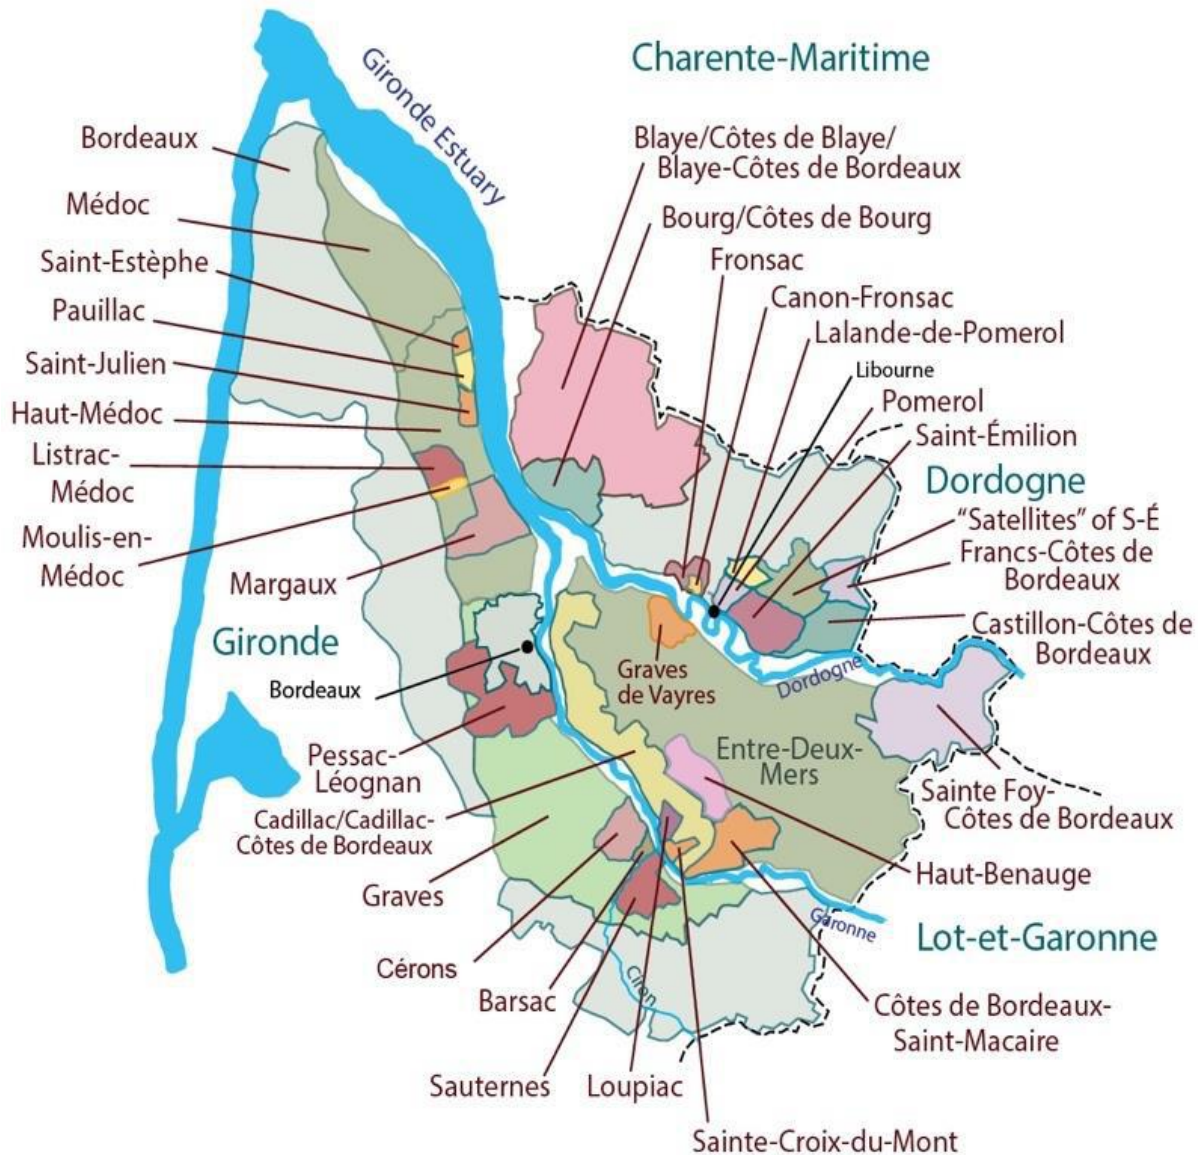 Charente-Maritime
Gironde Estuary
Bordeaux
Médoc
Saint-Estèphe
Pauillac
Saint-Julien
Haut-Médoc
Listrac-
Médoc
Moulis-en-
Médoc
Margaux
Gironde
Bordeaux
Pessac-
Léognan
Cadillac/Cadillac-
Côtes de Bordeaux
Graves
Cérons
Barsac
Sauternes
Loupiac
Sainte-Croix-du-Mont
Blaye/Côtes de Blaye/
Blaye-Côtes de Bordeaux
Bourg/Côtes de Bourg
Fronsac
Canon-Fronsac
Lalande-de-Pomerol
Libourne
Pomerol
Saint-Émilion
Dordogne
"Satellites" of S-É
Francs-Côtes de
Bordeaux
Castillon-Côtes de
Bordeaux
Graves
de Vayres
Dordogne
Entre-Deux-
Mers
Sainte Foy-
Côtes de Bordeaux
Haut-Benauge
Garonne
Lot-et-Garonne
Ciron
Côtes de Bordeaux-
Saint-Macaire